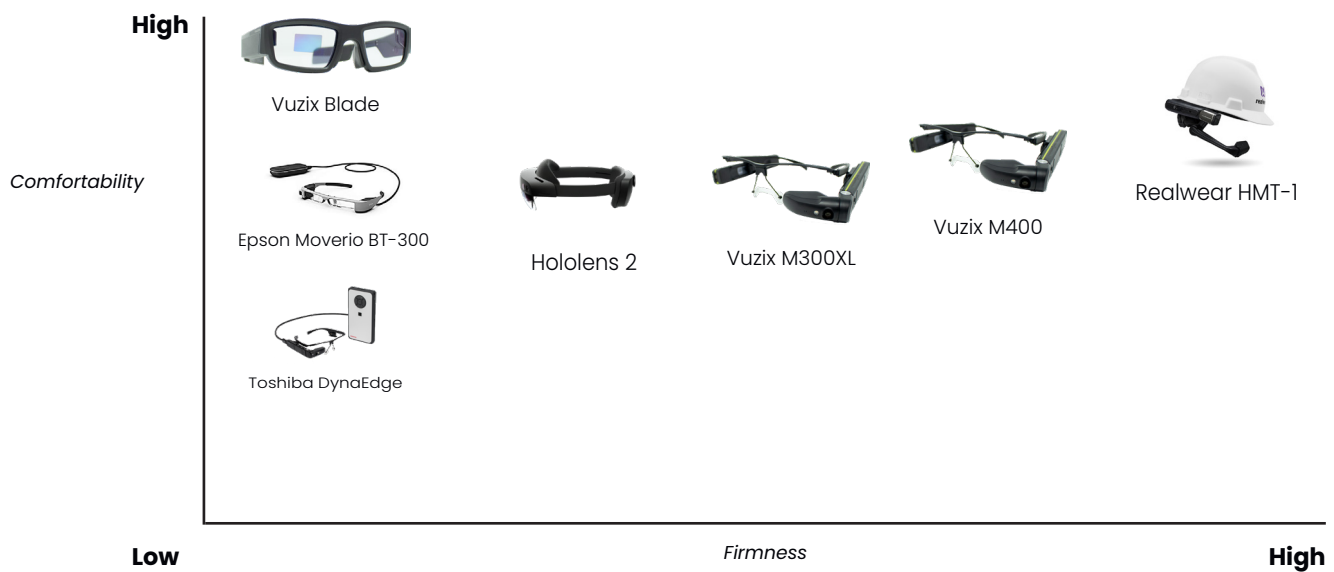 High
Vuzix Blade
Comfortability
Realwear HMT-1
Epson Moverio BT-300
Vuzix M400
Hololens 2
Vuzix M300XL
Toshiba DynaEdge
Low
Firmness
High